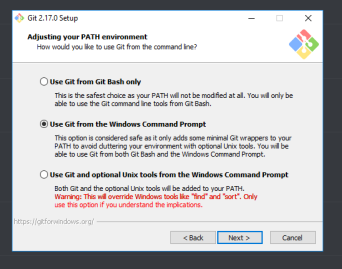 Git 2.17.0 Setup
Adjusting your PATH environment
How would you like to use Git from the command line?
Use Git from Git Bash only
This is the safest choice as your PATH will not be modified at all. You will only be
able to use the Git command line tools from Git Bash.
Use Git from the Windows Command Prompt
This option is considered safe as it only adds some minimal Git wrappers to your
PATH to avoid cluttering your environment with optional Unix tools. You will be
able to use Git from both Git Bash and the Windows Command Prompt.
Use Git and optional Unix tools from the Windows Command Prompt
Both Git and the optional Unix tools will be added to your PATH.
Warning: This will override Windows tools like "find" and "sort". Only
use this option if you understand the implications.
https://gitforwindows.org/
< Back Next > Cancel